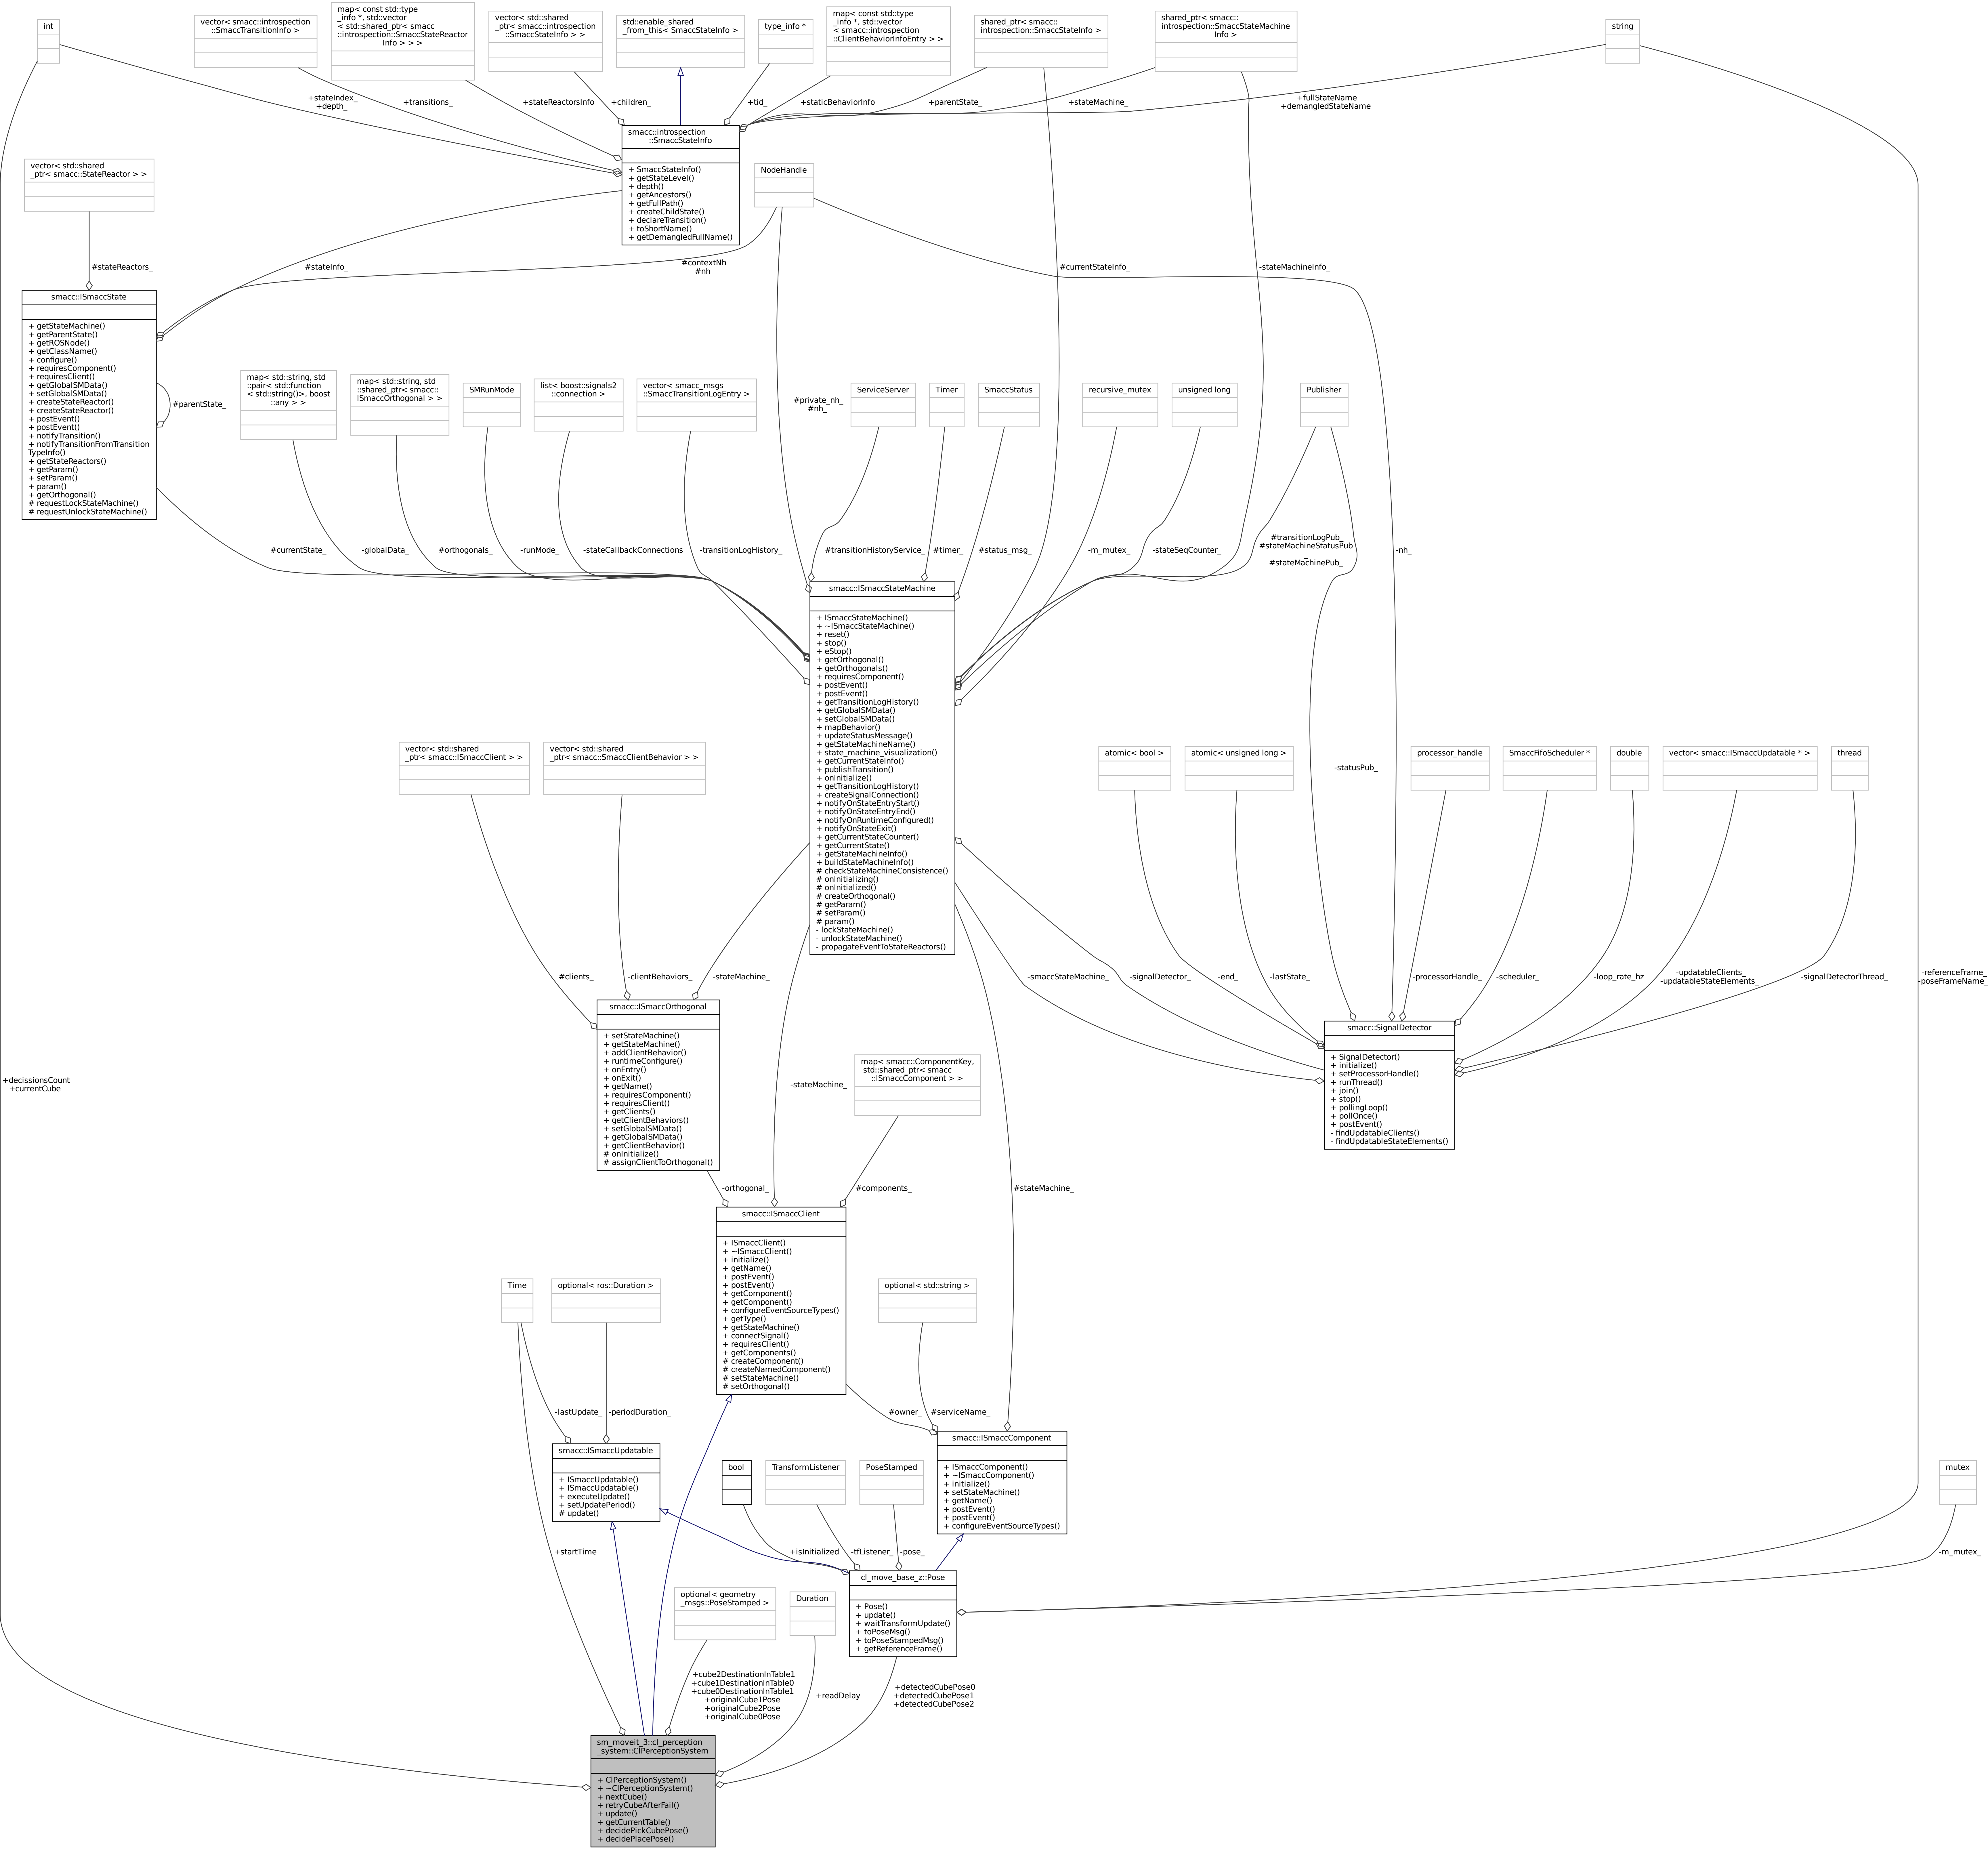 int
vector< smacc::introspection
::SmaccTransitionInfo >
map< const std::type
_info *, std::vector
< std::shared_ptr< smacc
::introspection::SmaccStateReactor
Info > > >
vector< std::shared
_ptr< smacc::introspection
::SmaccStateInfo > >
std::enable_shared
_from_this< SmaccStateInfo >
type_info *
map< const std::type
_info *, std::vector
< smacc::introspection
::ClientBehaviorInfoEntry > >
shared_ptr< smacc::
introspection::SmaccStateInfo >
shared_ptr< smacc::
introspection::SmaccStateMachine
Info >
string
+stateIndex_
+depth_
+transitions_
+stateReactorsInfo
+children_
+tid_
+staticBehaviorInfo
+parentState_
+stateMachine_
+fullStateName
+demangledStateName
smacc::introspection
::SmaccStateInfo
+ SmaccStateInfo()
+ getStateLevel()
+ depth()
+ getAncestors()
+ getFullPath()
+ createChildState()
+ declareTransition()
+ toShortName()
+ getDemangledFullName()
vector< std::shared
_ptr< smacc::StateReactor > >
NodeHandle
#stateReactors_
#stateInfo_
#contextNh
#nh
#currentStateInfo_
-stateMachineInfo_
smacc::ISmaccState
+ getStateMachine()
+ getParentState()
+ getROSNode()
+ getClassName()
+ configure()
+ requiresComponent()
+ requiresClient()
+ getGlobalSMData()
+ setGlobalSMData()
+ createStateReactor()
+ createStateReactor()
+ postEvent()
+ postEvent()
+ notifyTransition()
+ notifyTransitionFromTransition
TypeInfo()
+ getStateReactors()
+ getParam()
+ setParam()
+ param()
+ getOrthogonal()
# requestLockStateMachine()
# requestUnlockStateMachine()
#parentState_
map< std::string, std
::pair< std::function
< std::string()>, boost
::any > >
map< std::string, std
::shared_ptr< smacc::
ISmaccOrthogonal > >
SMRunMode
list< boost::signals2
::connection >
vector< smacc_msgs
::SmaccTransitionLogEntry >
#private_nh_
#nh_
ServiceServer
Timer
SmaccStatus
recursive_mutex
unsigned long
Publisher
#currentState_
-globalData_
#orthogonals_
-runMode_
-stateCallbackConnections
-transitionLogHistory_
#transitionHistoryService_
#timer_
#status_msg_
-m_mutex_
-stateSeqCounter_
#transitionLogPub_
#stateMachineStatusPub
_
#stateMachinePub_
-nh_
smacc::ISmaccStateMachine
+ ISmaccStateMachine()
+ ~ISmaccStateMachine()
+ reset()
+ stop()
+ eStop()
+ getOrthogonal()
+ getOrthogonals()
+ requiresComponent()
+ postEvent()
+ postEvent()
+ getTransitionLogHistory()
+ getGlobalSMData()
+ setGlobalSMData()
+ mapBehavior()
+ updateStatusMessage()
+ getStateMachineName()
+ state_machine_visualization()
+ getCurrentStateInfo()
+ publishTransition()
+ onInitialize()
+ getTransitionLogHistory()
+ createSignalConnection()
+ notifyOnStateEntryStart()
+ notifyOnStateEntryEnd()
+ notifyOnRuntimeConfigured()
+ notifyOnStateExit()
+ getCurrentStateCounter()
+ getCurrentState()
+ getStateMachineInfo()
+ buildStateMachineInfo()
# checkStateMachineConsistence()
# onInitializing()
# onInitialized()
# createOrthogonal()
# getParam()
# setParam()
# param()
- lockStateMachine()
- unlockStateMachine()
- propagateEventToStateReactors()
vector< std::shared
_ptr< smacc::ISmaccClient > >
vector< std::shared
_ptr< smacc::SmaccClientBehavior > >
atomic< bool >
atomic< unsigned long >
-statusPub_
processor_handle
SmaccFifoScheduler *
double
vector< smacc::ISmaccUpdatable * >
thread
#clients_
-clientBehaviors_
-stateMachine_
-smaccStateMachine_
-signalDetector_
-end_
-lastState_
-processorHandle_
-scheduler_
-loop_rate_hz
-updatableClients_
-updatableStateElements_
-signalDetectorThread_
-referenceFrame_
-poseFrameName_
smacc::ISmaccOrthogonal
+ setStateMachine()
+ getStateMachine()
+ addClientBehavior()
+ runtimeConfigure()
+ onEntry()
+ onExit()
+ getName()
+ requiresComponent()
+ requiresClient()
+ getClients()
+ getClientBehaviors()
+ setGlobalSMData()
+ getGlobalSMData()
+ getClientBehavior()
# onInitialize()
# assignClientToOrthogonal()
smacc::SignalDetector
+ SignalDetector()
+ initialize()
+ setProcessorHandle()
+ runThread()
+ join()
+ stop()
+ pollingLoop()
+ pollOnce()
+ postEvent()
- findUpdatableClients()
- findUpdatableStateElements()
+decissionsCount
+currentCube
-stateMachine_
map< smacc::ComponentKey,
std::shared_ptr< smacc
::ISmaccComponent > >
-orthogonal_
#components_
#stateMachine_
smacc::ISmaccClient
+ ISmaccClient()
+ ~ISmaccClient()
+ initialize()
+ getName()
+ postEvent()
+ postEvent()
+ getComponent()
+ getComponent()
+ configureEventSourceTypes()
+ getType()
+ getStateMachine()
+ connectSignal()
+ requiresClient()
+ getComponents()
# createComponent()
# createNamedComponent()
# setStateMachine()
# setOrthogonal()
Time
optional< ros::Duration >
optional< std::string >
-lastUpdate_
-periodDuration_
#owner_
#serviceName_
smacc::ISmaccUpdatable
+ ISmaccUpdatable()
+ ISmaccUpdatable()
+ executeUpdate()
+ setUpdatePeriod()
# update()
smacc::ISmaccComponent
+ ISmaccComponent()
+ ~ISmaccComponent()
+ initialize()
+ setStateMachine()
+ getName()
+ postEvent()
+ postEvent()
+ configureEventSourceTypes()
bool
TransformListener
PoseStamped
mutex
+startTime
+isInitialized
-tfListener_
-pose_
-m_mutex_
cl_move_base_z::Pose
+ Pose()
+ update()
+ waitTransformUpdate()
+ toPoseMsg()
+ toPoseStampedMsg()
+ getReferenceFrame()
optional< geometry
_msgs::PoseStamped >
Duration
+cube2DestinationInTable1
+cube1DestinationInTable0
+cube0DestinationInTable1
+originalCube1Pose
+originalCube2Pose
+originalCube0Pose
+readDelay
+detectedCubePose0
+detectedCubePose1
+detectedCubePose2
sm_moveit_3::cl_perception
_system::ClPerceptionSystem
+ ClPerceptionSystem()
+ ~ClPerceptionSystem()
+ nextCube()
+ retryCubeAfterFail()
+ update()
+ getCurrentTable()
+ decidePickCubePose()
+ decidePlacePose()